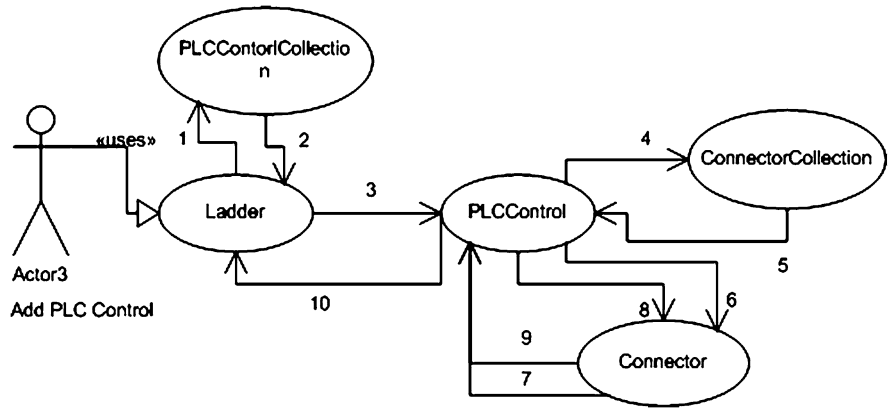 PLCContorlCollectio
n
«uses»
1
2
4
ConnectorCollection
3
Ladder
PLCControl
Actor3
Add PLC Control
5
10
8
6
9
Connector
7